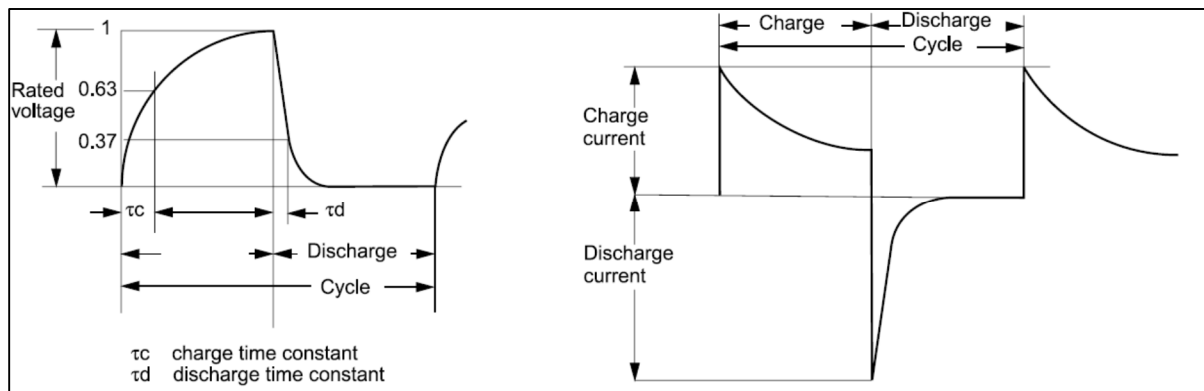 1
0.63
0.37
Rated
voltage
τc
τd
Discharge
Cycle
τc charge time constant
τd discharge time constant
Charge
Discharge
Cycle
Charge
current
Discharge
current